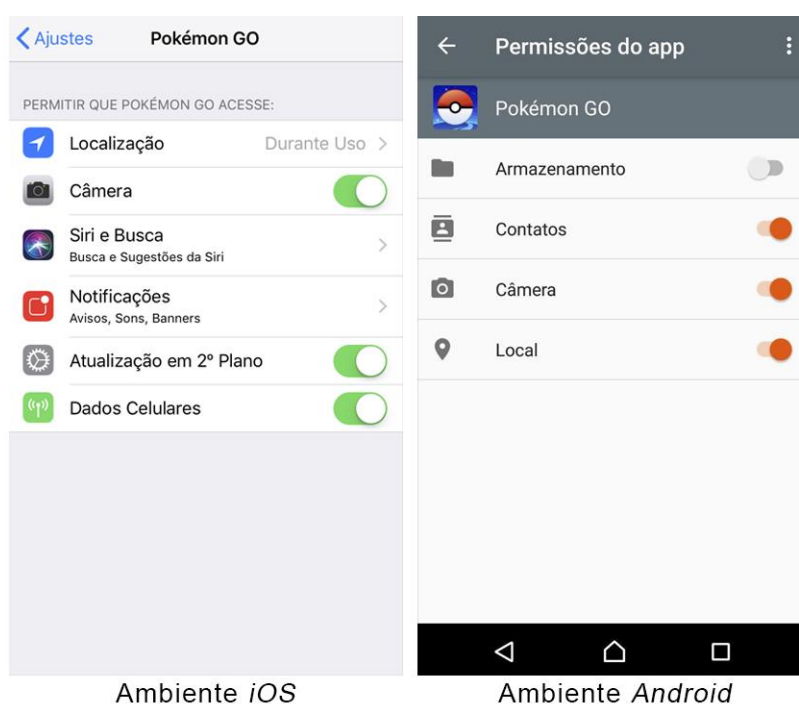 Ajustes Pokémon GO
PERMITIR QUE POKÉMON GO ACESSE:
Localização Durante Uso
Câmera
Siri e Busca
Busca e Sugestões da Siri
Notificações
Avisos, Sons, Banners
Atualização em 2º Plano
Dados Celulares
Ambiente iOS
Permissões do app
Pokémon GO
Armazenamento
Contatos
Câmera
Local
Ambiente Android